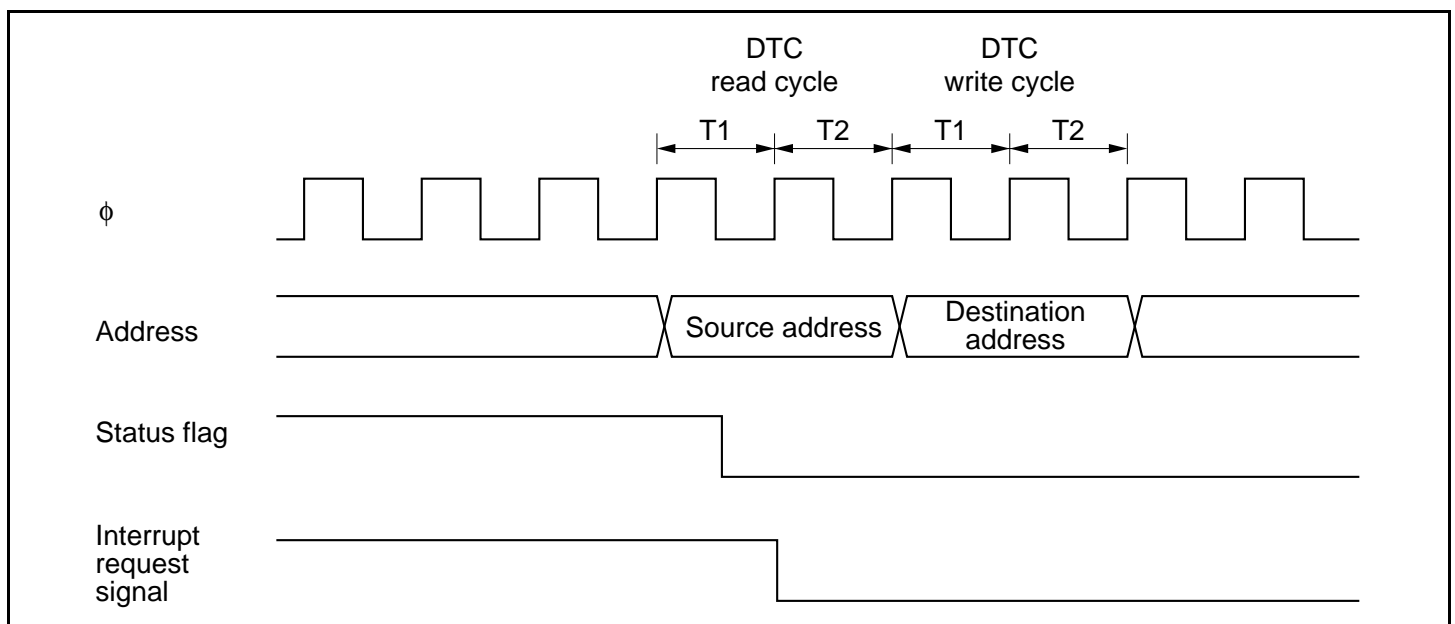 DTC
read cycle
DTC
write cycle
T1
T2
T1
T2
ϕ
Address
Source address
Destination
address
Status flag
Interrupt
request
signal